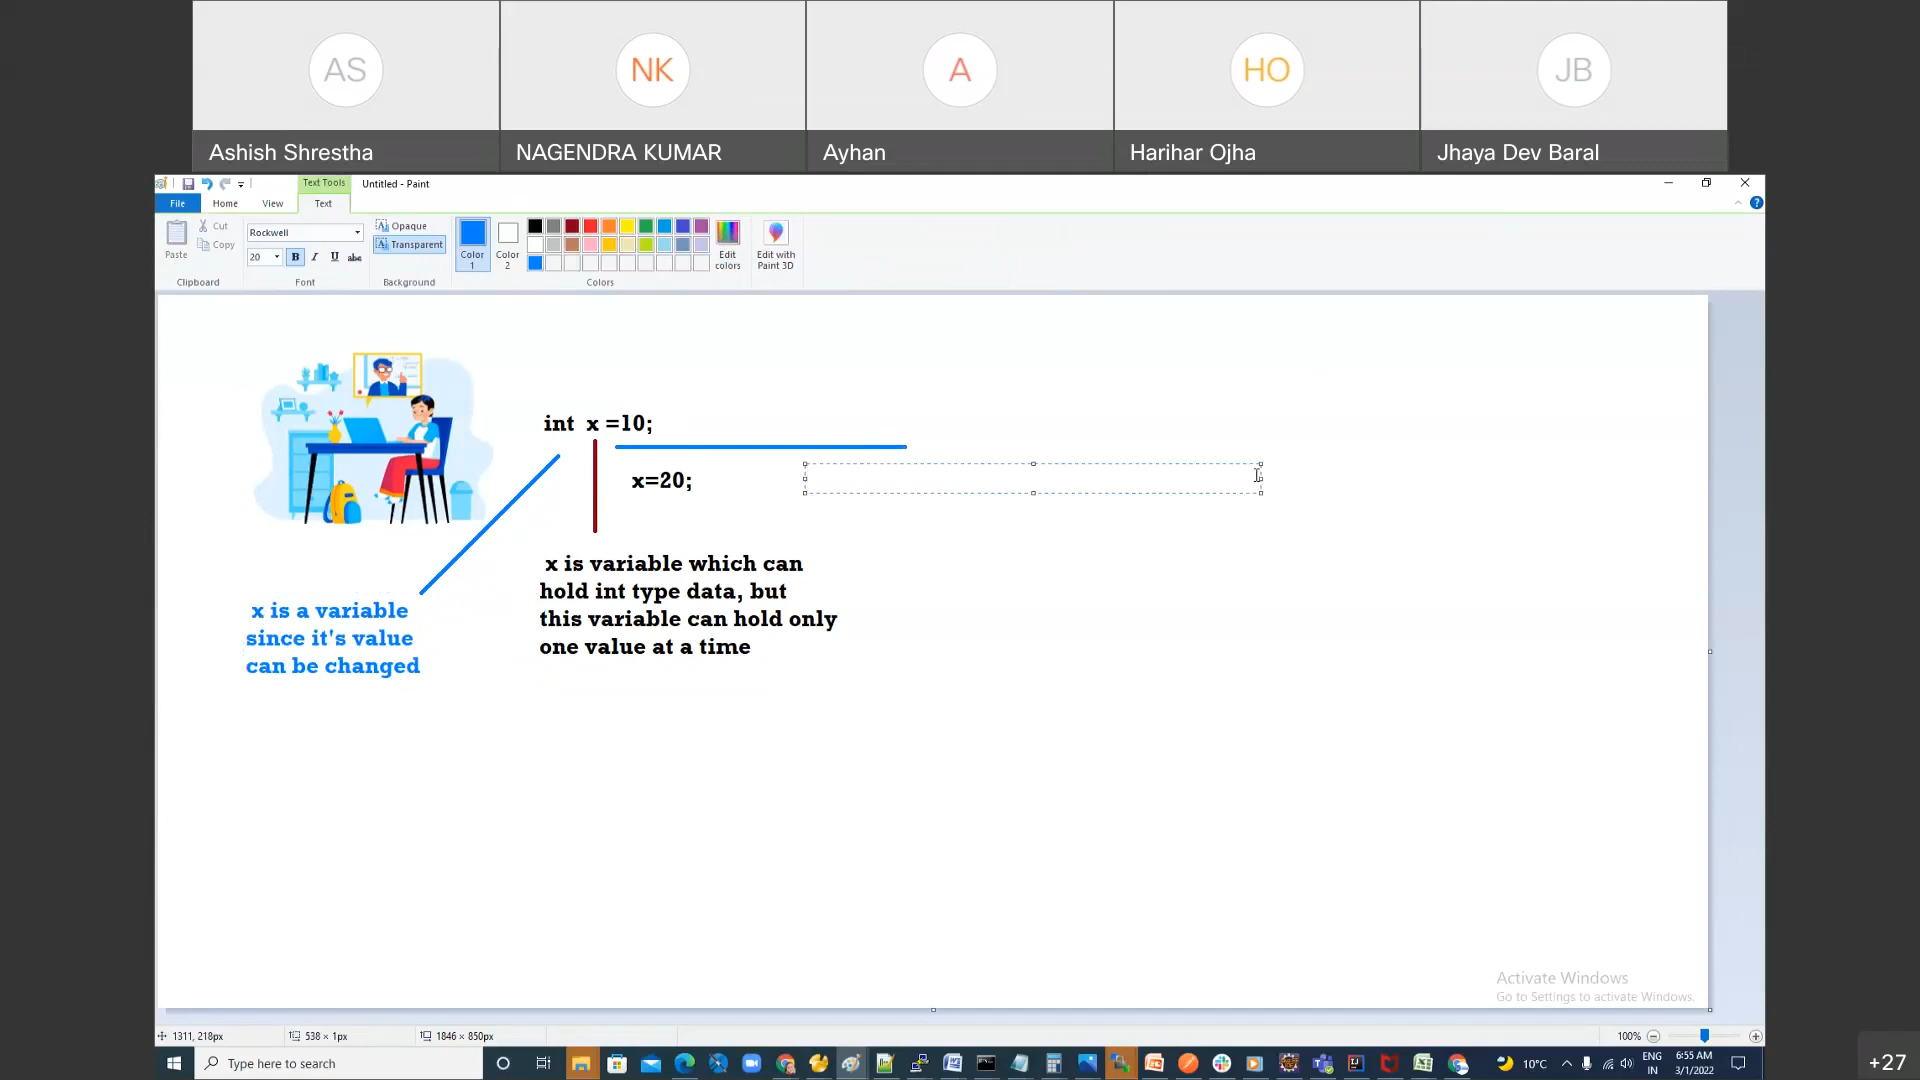 AS
NK
A
HO
JB
Ashish Shrestha
NAGENDRA KUMAR
Ayhan
Harihar Ojha
Jhaya Dev Baral
Text Tools
Untitled - Paint
File
Home
View
Text
Paste
Cut
Copy
Clipboard
Rockwell
20
B I U abc
Font
Opaque
Transparent
Background
Color 1
Color 2
Edit colors
Colors
Edit with Paint 3D
int x =10;
x=20;
x is variable which can
hold int type data, but
this variable can hold only
one value at a time
x is a variable
since it's value
can be changed
Activate Windows
Go to Settings to activate Windows.
1311, 218px
538 × 1px
1846 × 850px
100%
Type here to search
10°C
ENG
IN
6:55 AM
3/1/2022
+27